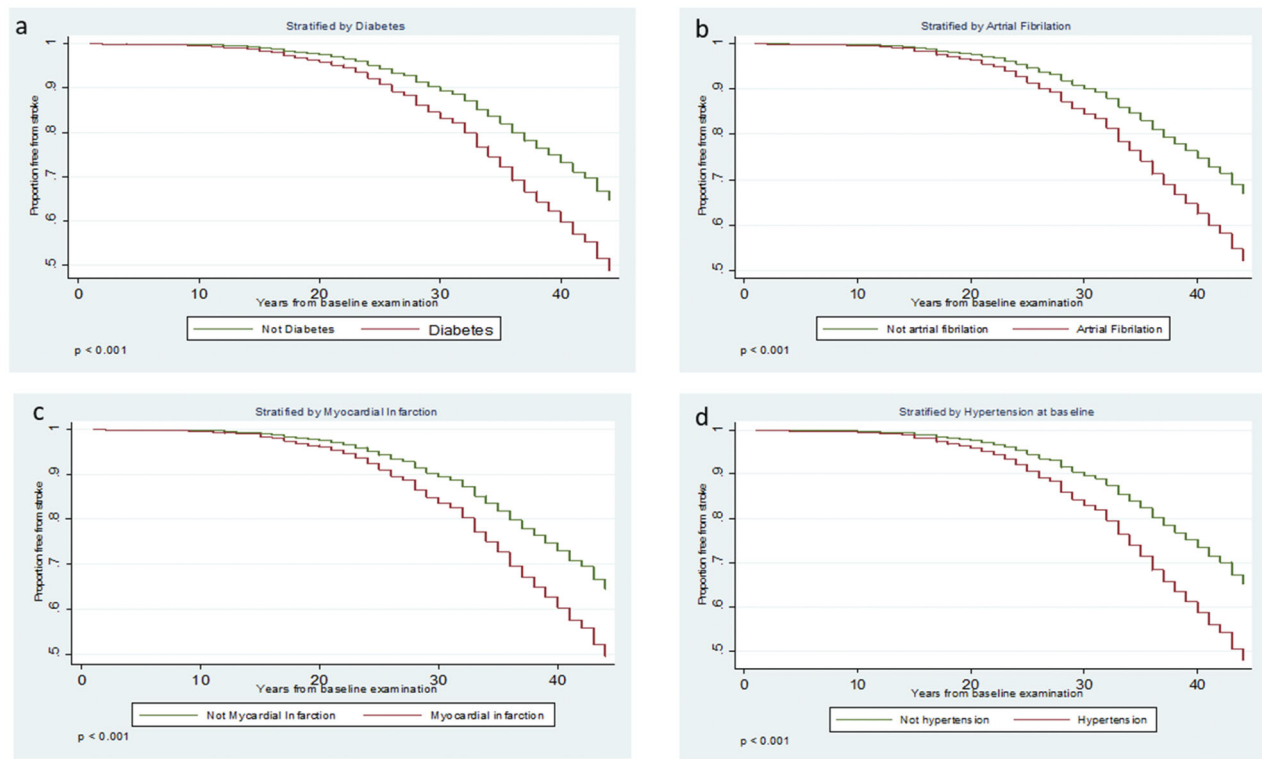 a
Stratified by Diabetes
Proportion free from stroke
1
.9
.8
.7
.6
.5
0 10 20 30 40
Years from baseline examination
Not Diabetes Diabetes
p < 0.001
b
Stratified by Artrial Fibrilation
Proportion free from stroke
1
.9
.8
.7
.6
.5
0 10 20 30 40
Years from baseline examination
Not artrial fibrilation Artrial Fibrilation
p < 0.001
c
Stratified by Myocardial Infarction
Proportion free from stroke
1
.9
.8
.7
.6
.5
0 10 20 30 40
Years from baseline examination
Not Mycardial Infarction Myocardial infarction
p < 0.001
d
Stratified by Hypertension at baseline
Proportion free from stroke
1
.9
.8
.7
.6
.5
0 10 20 30 40
Years from baseline examination
Not hypertension Hypertension
p < 0.001